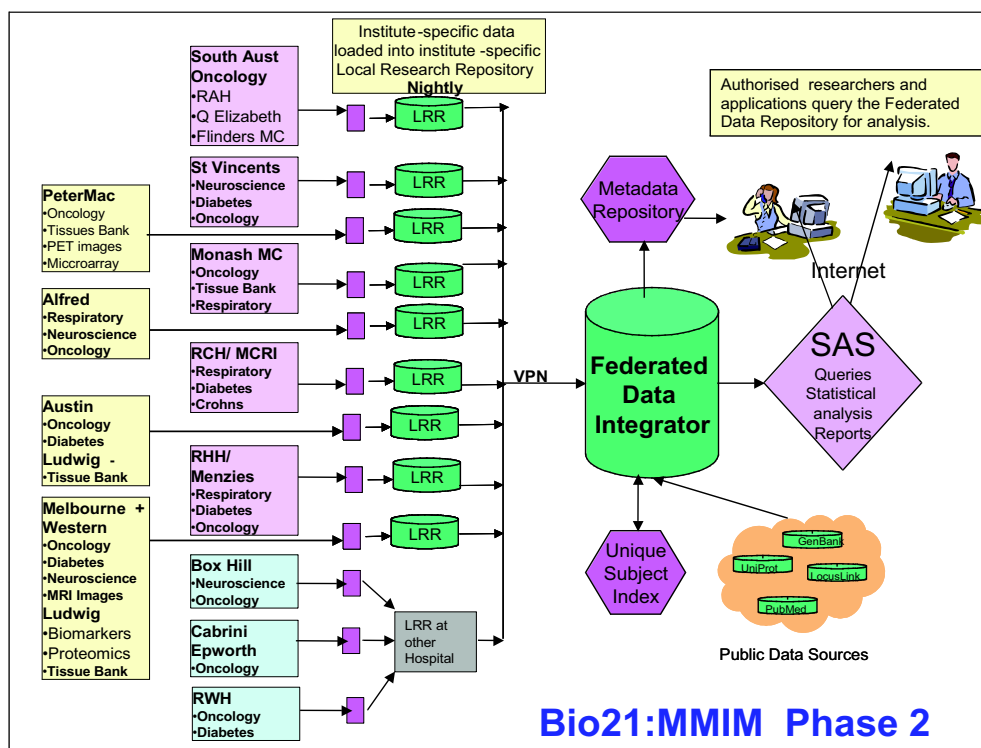 Institute-specific data
loaded into institute -specific
Local Research Repository
Nightly
South Aust
Oncology
•RAH
•Q Elizabeth
•Flinders MC
LRR
Authorised researchers and
applications query the Federated
Data Repository for analysis.
St Vincents
•Neuroscience
•Diabetes
•Oncology
LRR
PeterMac
•Oncology
•Tissues Bank
•PET images
•Miccroarray
LRR
Monash MC
•Oncology
•Tissue Bank
•Respiratory
LRR
Alfred
•Respiratory
•Neuroscience
•Oncology
LRR
RCH/ MCRI
•Respiratory
•Diabetes
•Crohns
LRR
Austin
•Oncology
•Diabetes
Ludwig -
•Tissue Bank
LRR
RHH/
Menzies
•Respiratory
•Diabetes
•Oncology
LRR
Melbourne +
Western
•Oncology
•Diabetes
•Neuroscience
•MRI Images
Ludwig
•Biomarkers
•Proteomics
•Tissue Bank
LRR
Box Hill
•Neuroscience
•Oncology
Cabrini
Epworth
•Oncology
RWH
•Oncology
•Diabetes
LRR at
other
Hospital
VPN
Metadata
Repository
Federated
Data
Integrator
Unique
Subject
Index
Internet
SAS
Queries
Statistical
analysis
Reports
GenBank
UniProt
LocusLink
PubMed
Public Data Sources
Bio21:MMIM Phase 2